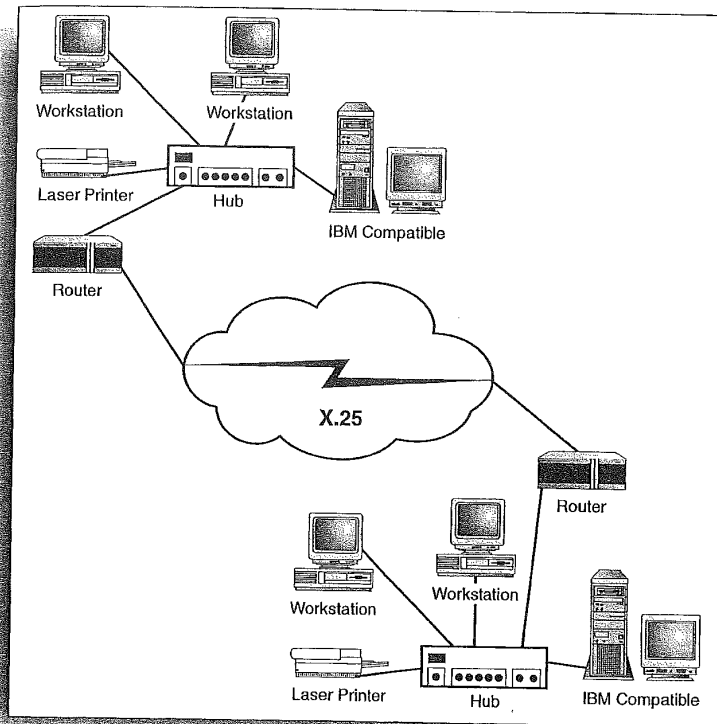 Workstation
Workstation
Laser Printer
Hub
IBM Compatible
Router
X.25
Router
Workstation
Workstation
Laser Printer
Hub
IBM Compatible